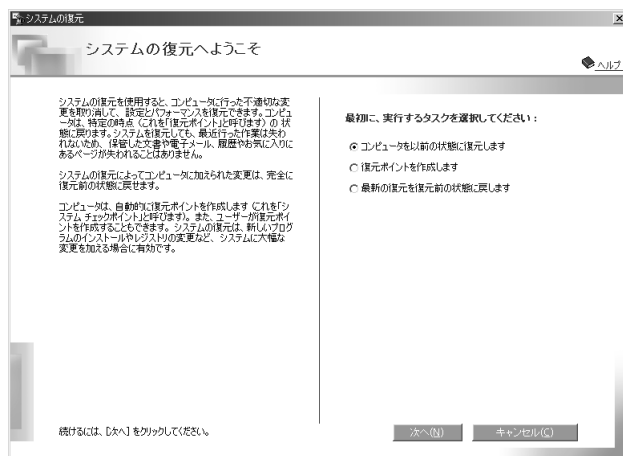 システムの復元
システムの復元へようこそ
ヘルプ
システムの復元を使用すると、コンピュータに行った不適切な変
更を取り消して、設定とパフォーマンスを復元できます。コンピュ
ータは、特定の時点 (これを「復元ポイント」と呼びます) の 状
態に戻ります。システムを復元しても、最近行った作業は失わ
れないため、保管した文書や電子メール、履歴やお気に入りに
あるページが失われることはありません。
システムの復元によってコンピュータに加えられた変更は、完全に
復元前の状態に戻せます。
コンピュータは、自動的に復元ポイントを作成します (これを「シ
ステム チェックポイント」と呼びます)。また、ユーザーが復元ポイ
ントを作成することもできます。システムの復元は、新しいプログ
ラムのインストールやレジストリの変更など、システムに大幅な
変更を加える場合に有効です。
続けるには、[次へ] をクリックしてください。
最初に、実行するタスクを選択してください :
コンピュータを以前の状態に復元します
復元ポイントを作成します
最新の復元を復元前の状態に戻します
次へ(N)
キャンセル(C)